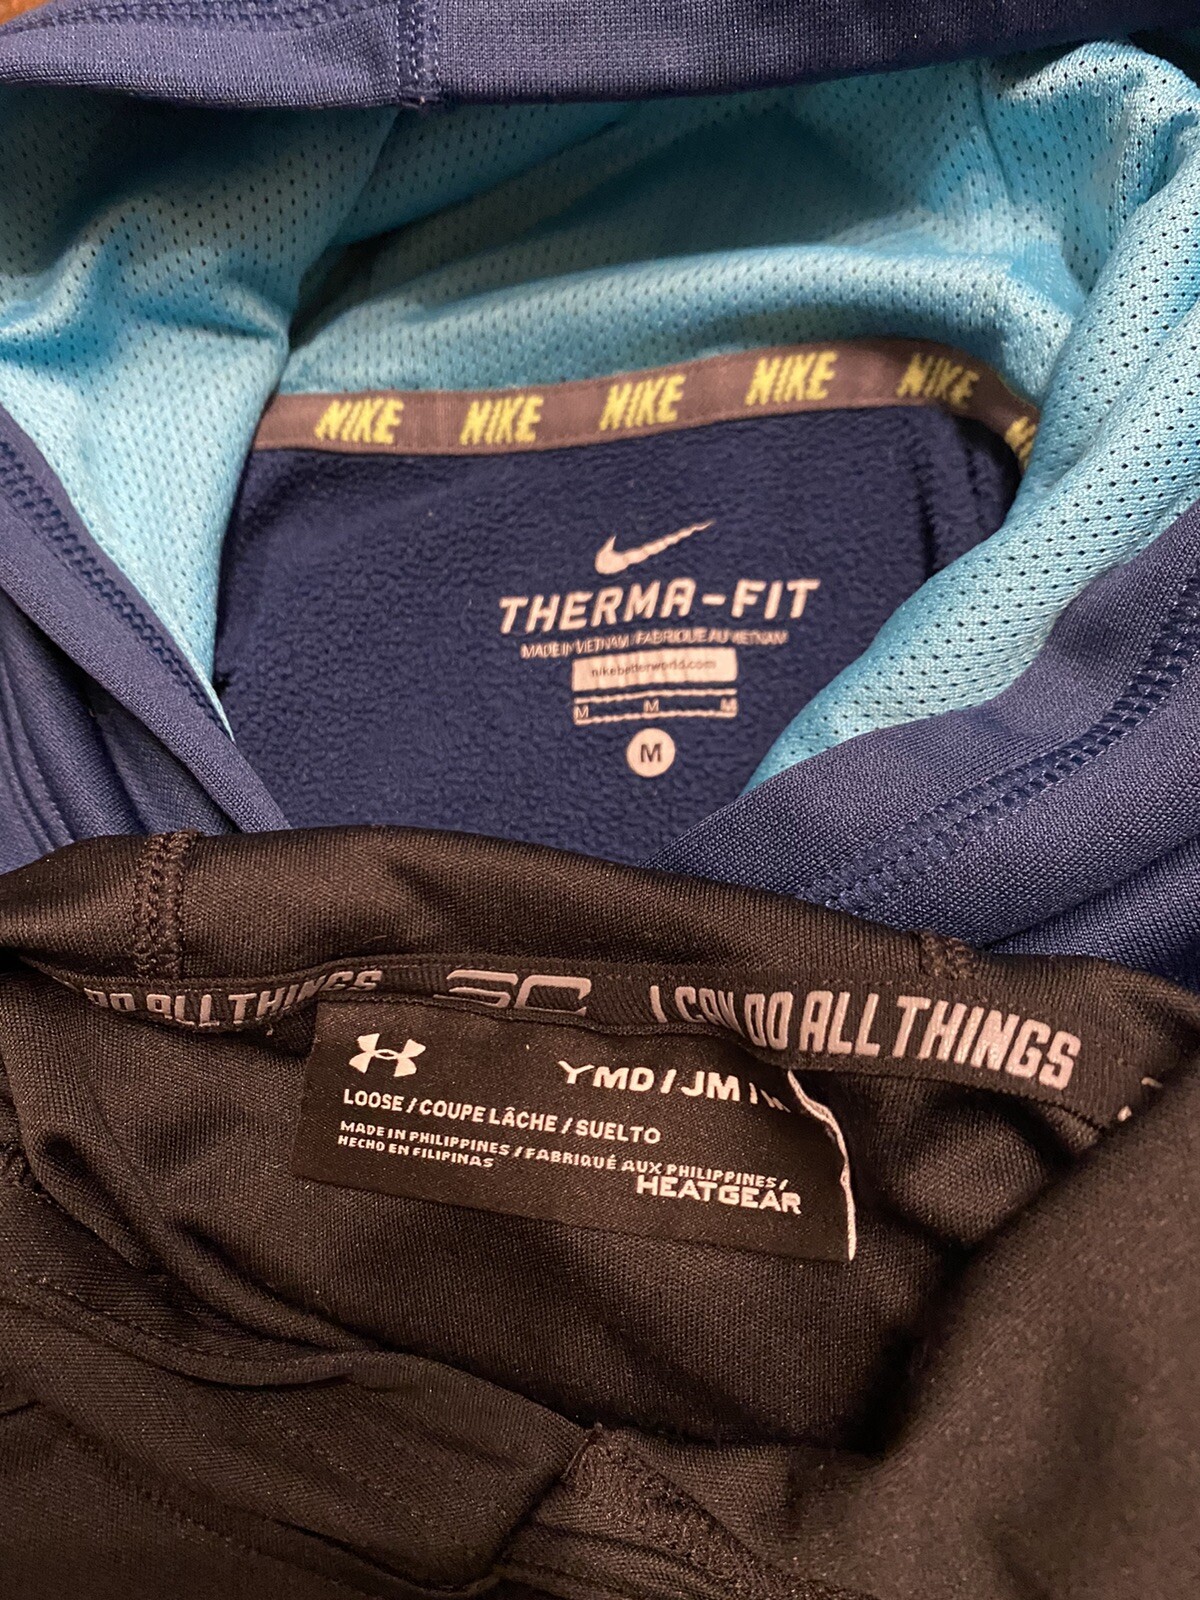 NIKE NIKE NIKE NIKE NIKE
THERMA-FIT
MADE IN VIETNAM / FABRIQUE AU VIETNAM
nikebetterworld.com
M M M
M
DO ALL THINGS SC I CAN DO ALL THINGS
YMD / JM /
LOOSE / COUPE LÂCHE / SUELTO
MADE IN PHILIPPINES / FABRIQUÉ AUX PHILIPPINES /
HECHO EN FILIPINAS
HEATGEAR